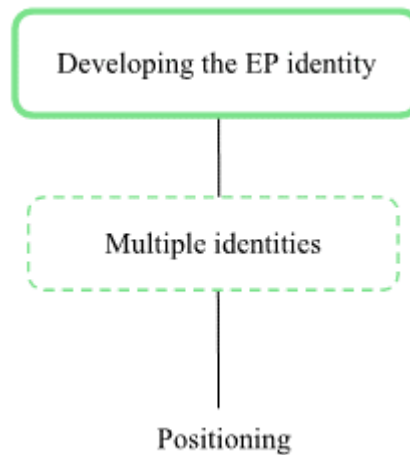 Developing the EP identity
Multiple identities
Positioning